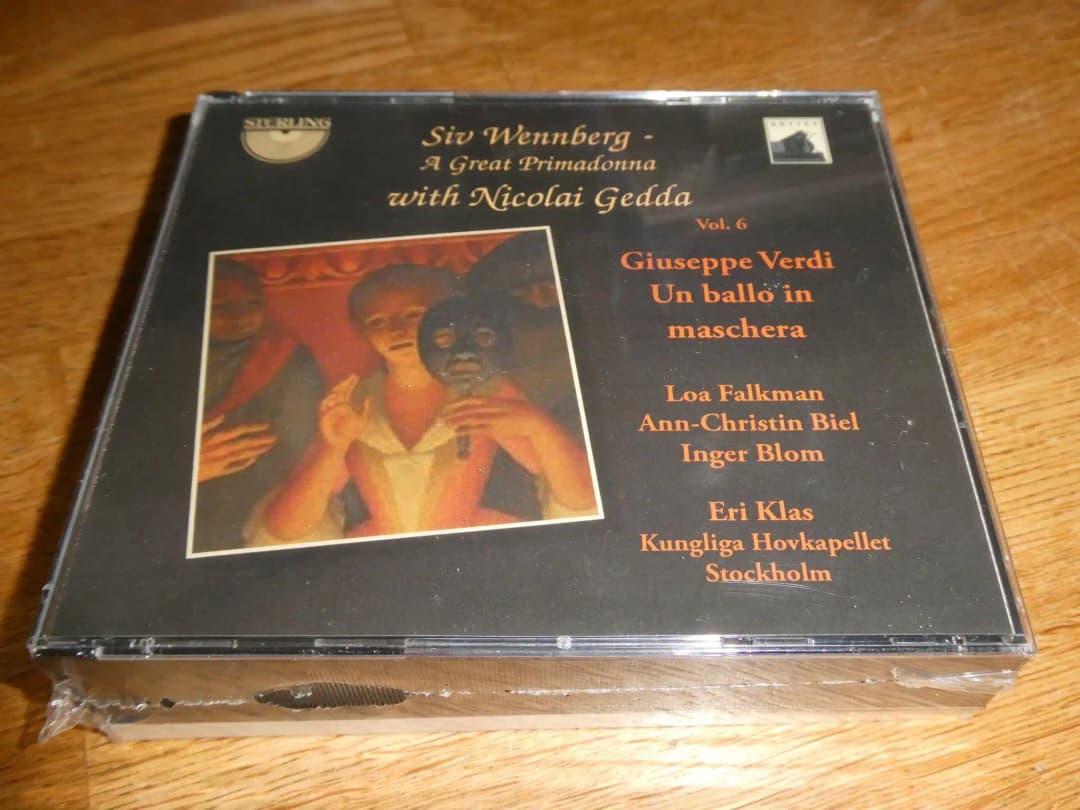 STERLING
ARTIST
Siv Wennberg -
A Great Primadonna
with Nicolai Gedda
Vol. 6
Giuseppe Verdi
Un ballo in
maschera
Loa Falkman
Ann-Christin Biel
Inger Blom
Eri Klas
Kungliga Hovkapellet
Stockholm